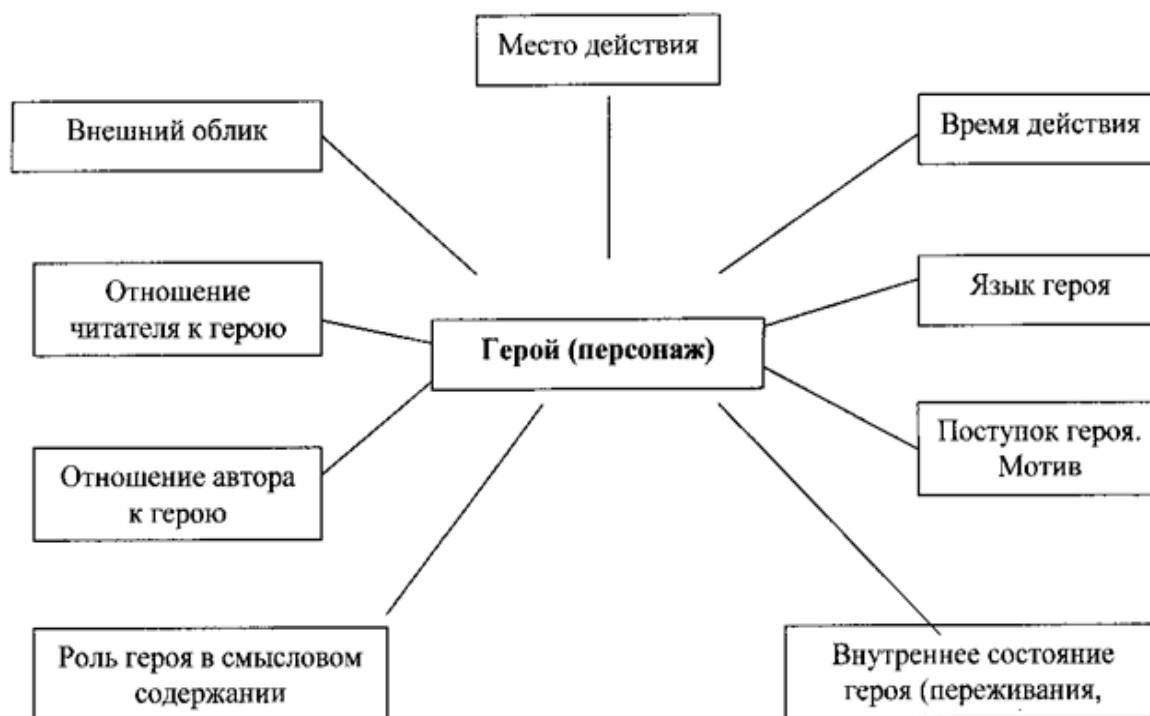 Место действия
Внешний облик
Время действия
Отношение
читателя к герою
Язык героя
Герой (персонаж)
Поступок героя.
Мотив
Отношение автора
к герою
Роль героя в смысловом
содержании
Внутреннее состояние
героя (переживания,